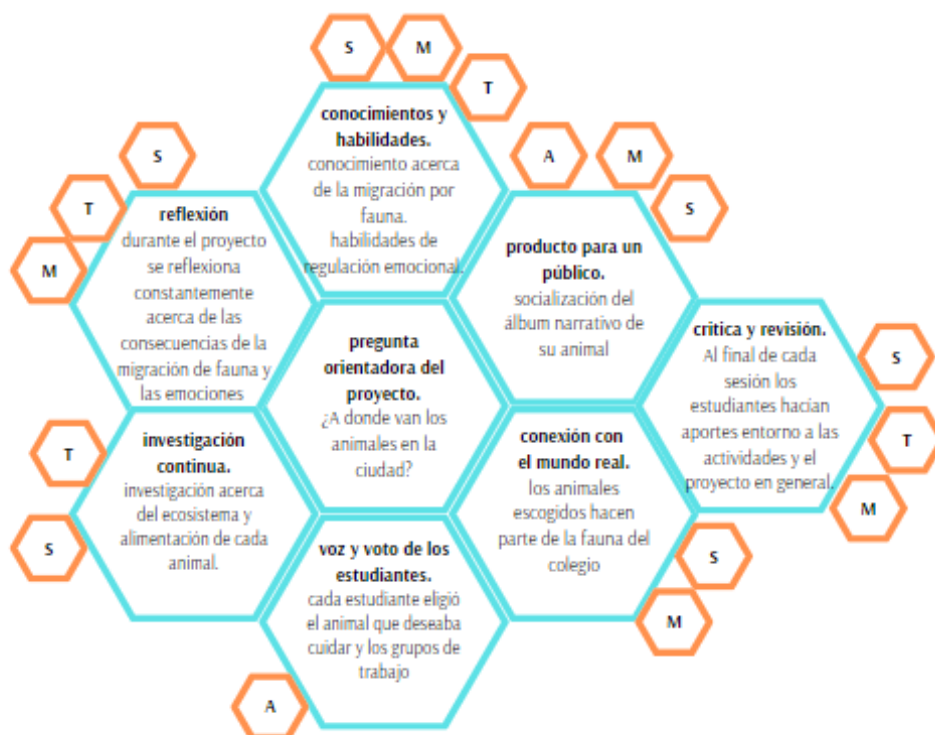 S
M
T
conocimientos y
habilidades.
conocimiento acerca
de la migración por
fauna.
habilidades de
regulación emocional.
S
T
M
reflexión
durante el proyecto
se reflexiona
constantemente
acerca de las
consecuencias de la
migración de fauna y
las emociones
A
M
S
producto para un
público.
socialización del
álbum narrativo de
su animal
pregunta
orientadora del
proyecto.
¿A donde van los
animales en la
ciudad?
critica y revisión.
Al final de cada
sesión los
estudiantes hacían
aportes entorno a las
actividades y el
proyecto en general.
S
T
M
T
S
investigación
continua.
investigación acerca
del ecosistema y
alimentación de cada
animal.
conexión con
el mundo real.
los animales
escogidos hacen
parte de la fauna del
colegio
S
M
voz y voto de los
estudiantes.
cada estudiante eligió
el animal que deseaba
cuidar y los grupos de
trabajo
A